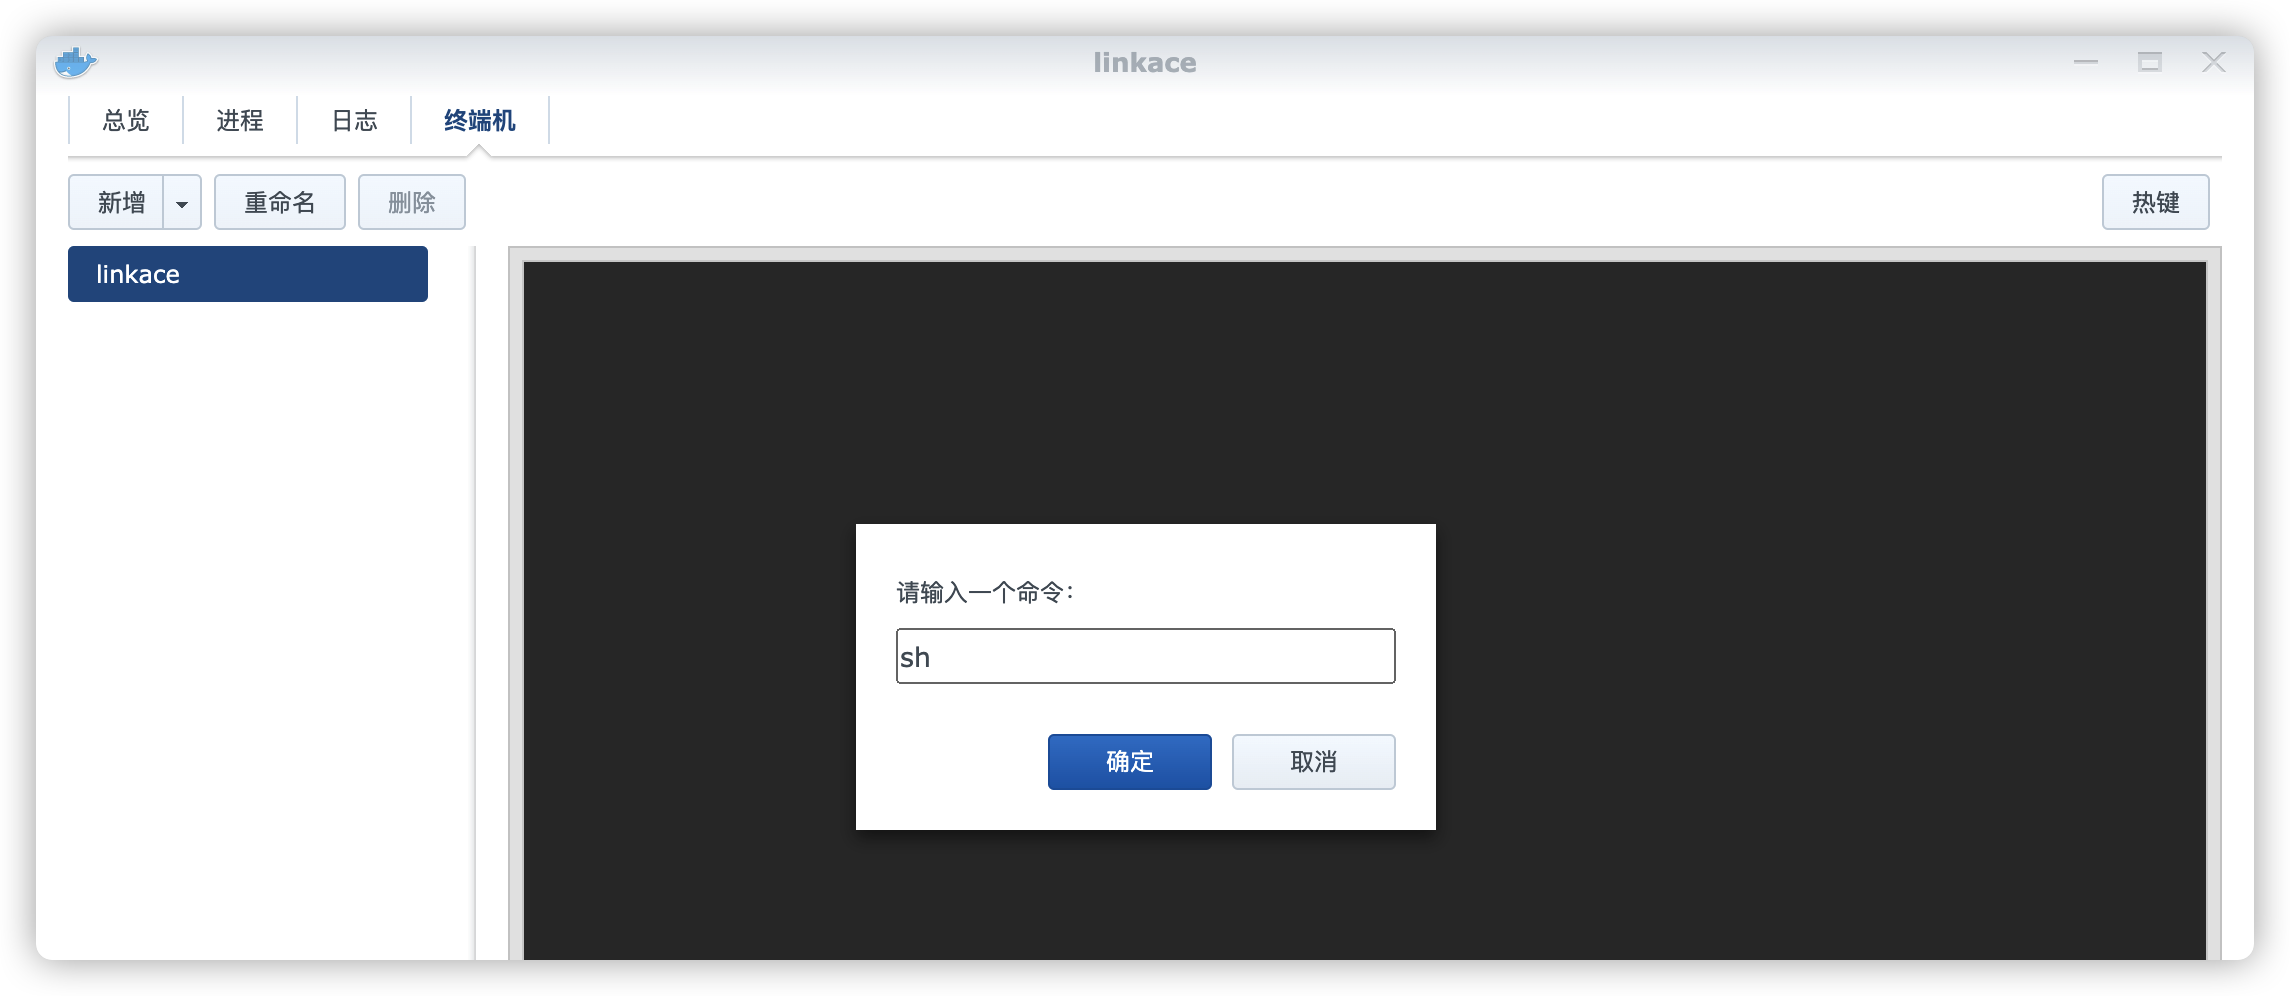 linkace
总览 进程 日志 终端机
新增 重命名 删除 热键
linkace
请输入一个命令：
sh
确定 取消